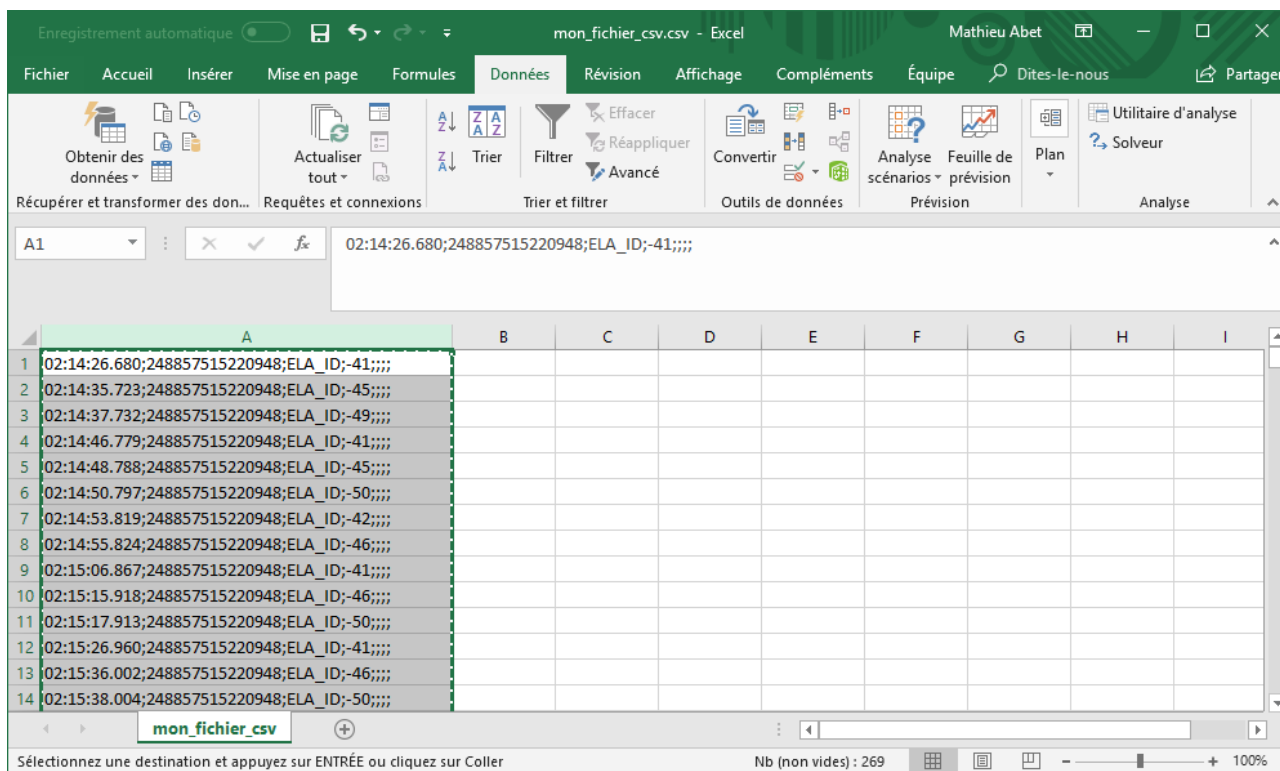 Enregistrement automatique mon_fichier_csv.csv - Excel Mathieu Abet
Fichier Accueil Insérer Mise en page Formules Données Révision Affichage Compléments Équipe Dites-le-nous Partager
Obtenir des données
Actualiser tout
Trier
Filtrer
Effacer
Réappliquer
Avancé
Convertir
Analyse scénarios
Feuille de prévision
Plan
Utilitaire d'analyse
Solveur
Récupérer et transformer des don... Requêtes et connexions Trier et filtrer Outils de données Prévision Analyse
A1 fx 02:14:26.680;248857515220948;ELA_ID;-41;;;;
A B C D E F G H I
1 02:14:26.680;248857515220948;ELA_ID;-41;;;;
2 02:14:35.723;248857515220948;ELA_ID;-45;;;;
3 02:14:37.732;248857515220948;ELA_ID;-49;;;;
4 02:14:46.779;248857515220948;ELA_ID;-41;;;;
5 02:14:48.788;248857515220948;ELA_ID;-45;;;;
6 02:14:50.797;248857515220948;ELA_ID;-50;;;;
7 02:14:53.819;248857515220948;ELA_ID;-42;;;;
8 02:14:55.824;248857515220948;ELA_ID;-46;;;;
9 02:15:06.867;248857515220948;ELA_ID;-41;;;;
10 02:15:15.918;248857515220948;ELA_ID;-46;;;;
11 02:15:17.913;248857515220948;ELA_ID;-50;;;;
12 02:15:26.960;248857515220948;ELA_ID;-41;;;;
13 02:15:36.002;248857515220948;ELA_ID;-46;;;;
14 02:15:38.004;248857515220948;ELA_ID;-50;;;;
mon_fichier_csv
Sélectionnez une destination et appuyez sur ENTRÉE ou cliquez sur Coller Nb (non vides) : 269 - + 100%